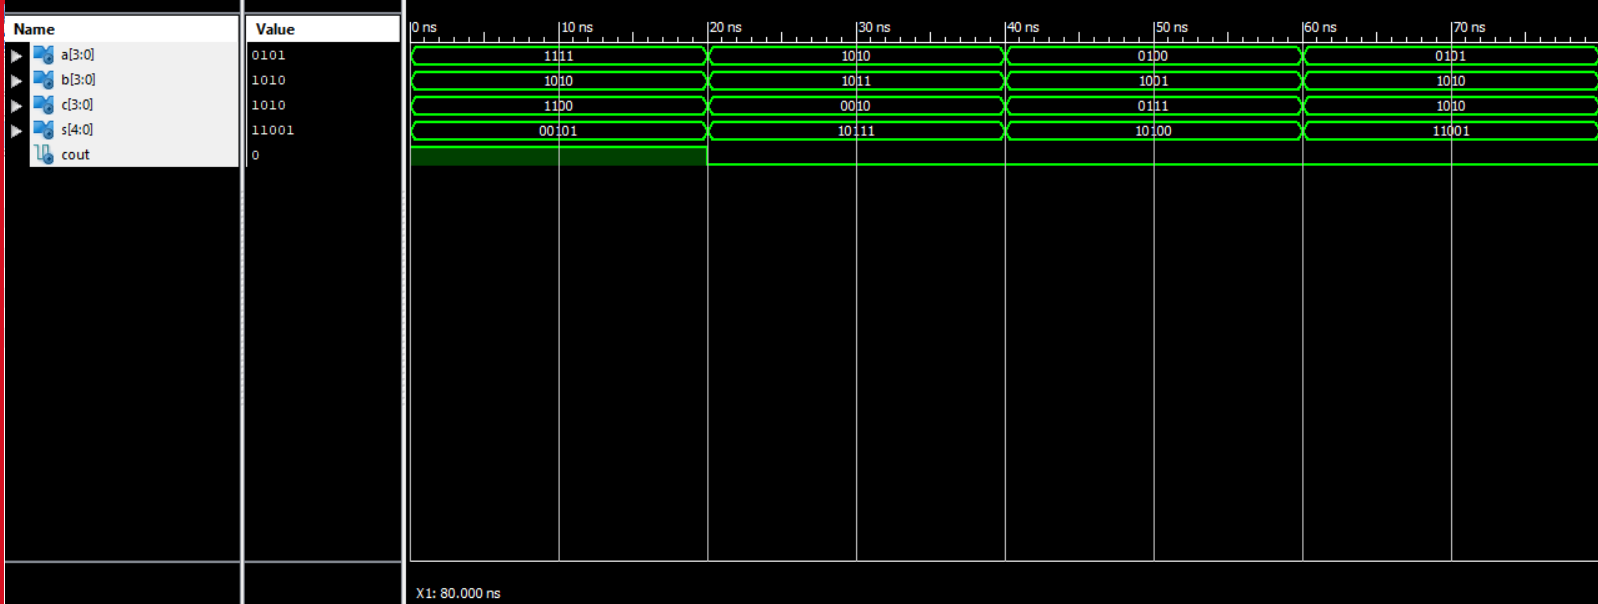 Name Value 0 ns 10 ns 20 ns 30 ns 40 ns 50 ns 60 ns 70 ns
a[3:0] 0101 1111 1010 0100 0101
b[3:0] 1010 1010 1011 1001 1010
c[3:0] 1010 1100 0010 0111 1010
s[4:0] 11001 00101 10111 10100 11001
cout 0
X1: 80.000 ns